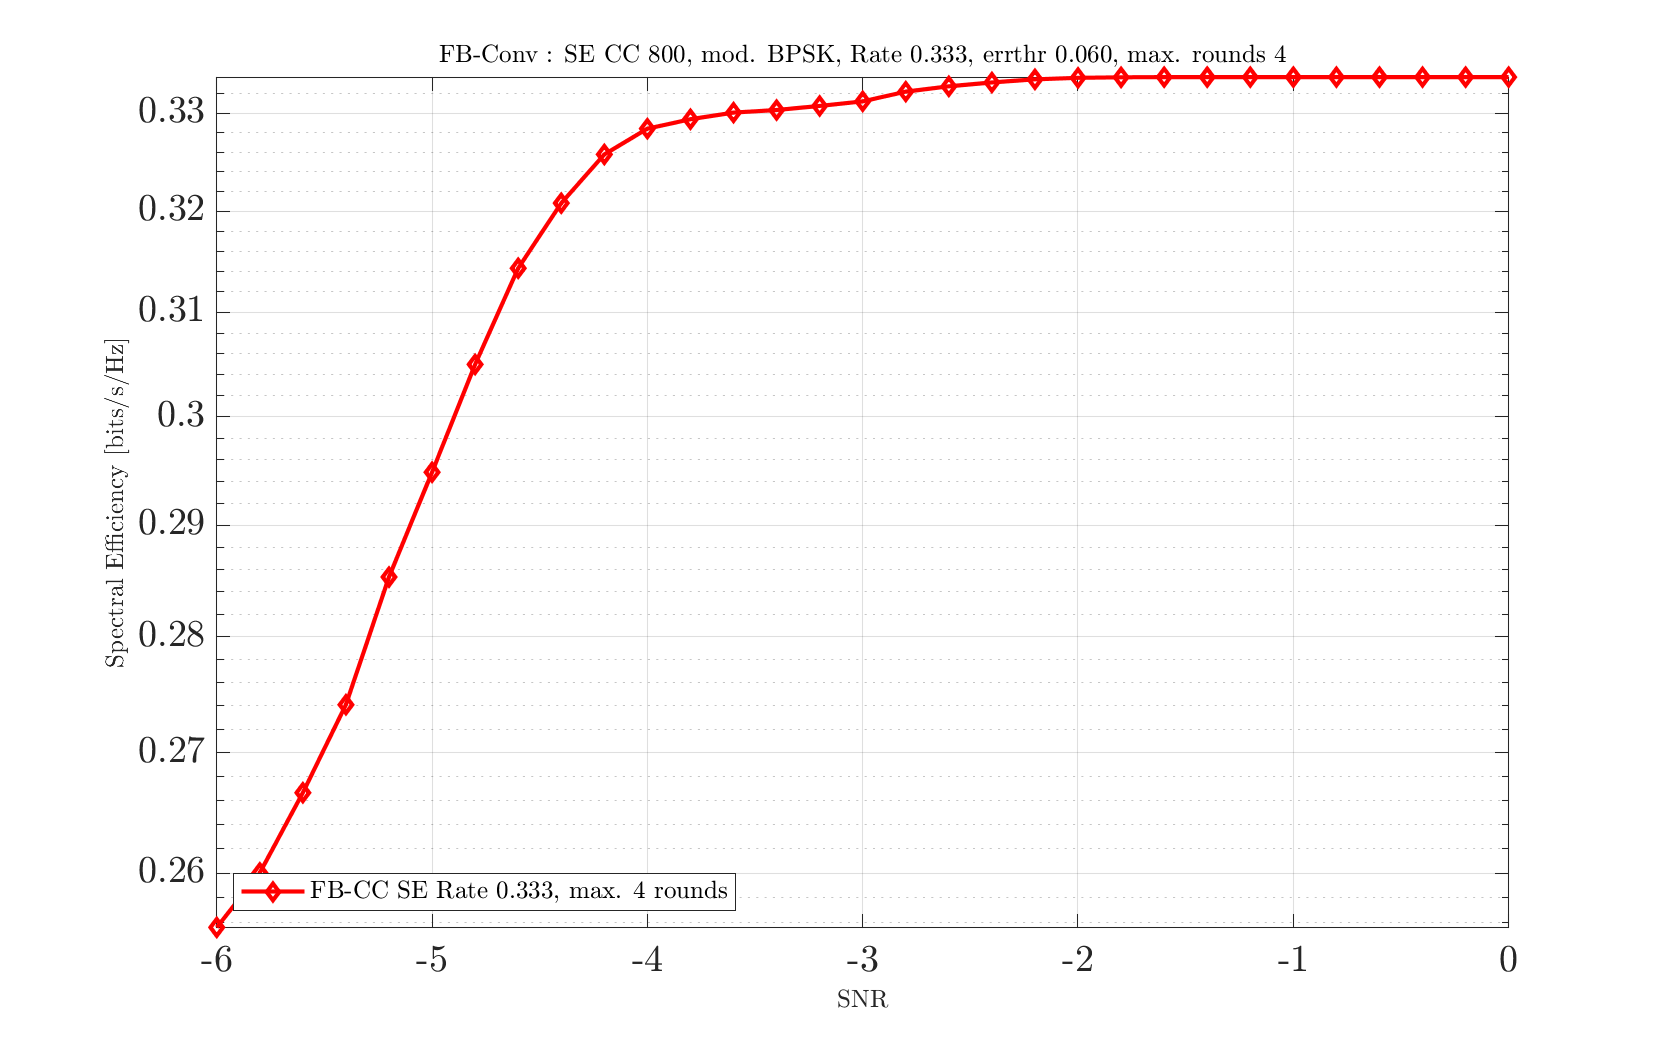 FB-Conv : SE CC 800, mod. BPSK, Rate 0.333, errthr 0.060, max. rounds 4
0.33
0.32
0.31
0.3
0.29
0.28
0.27
0.26
Spectral Efficiency [bits/s/Hz]
FB-CC SE Rate 0.333, max. 4 rounds
-6 -5 -4 -3 -2 -1 0
SNR